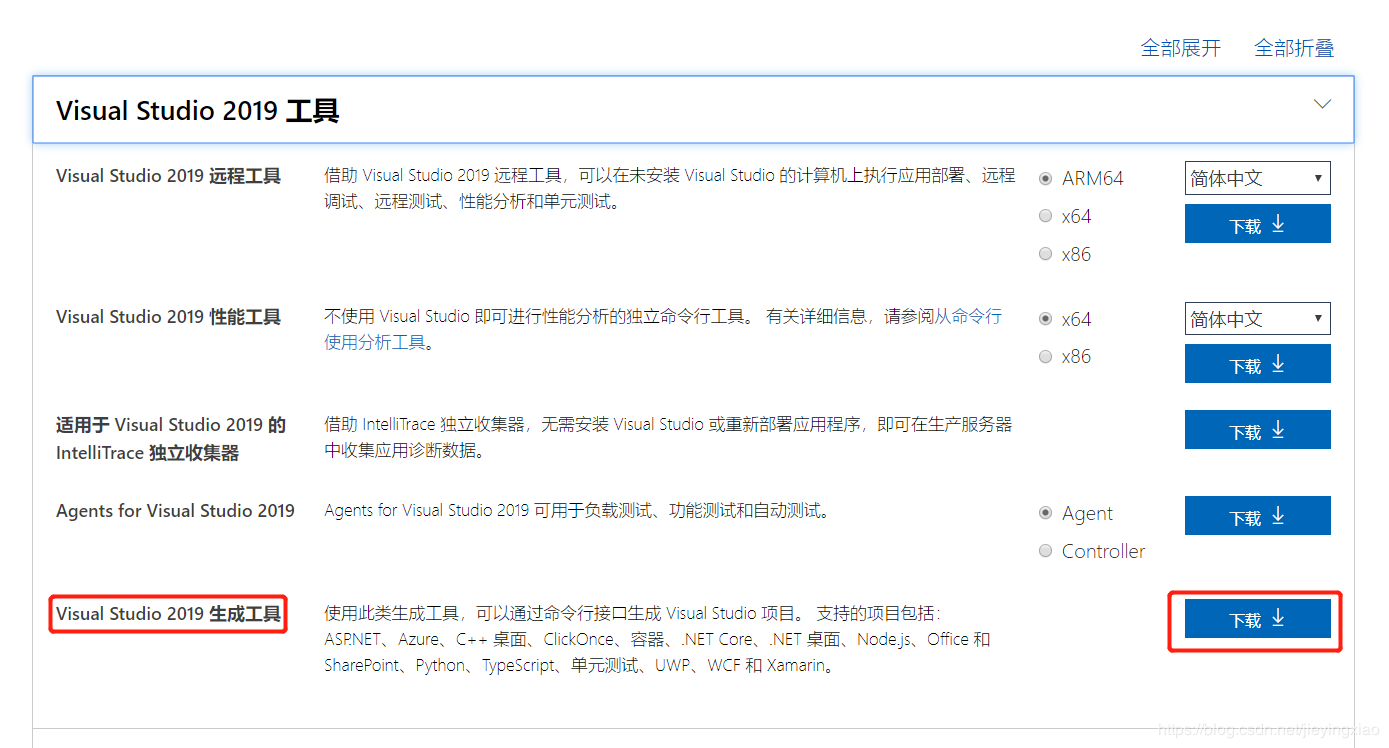 全部展开 全部折叠
Visual Studio 2019 工具
Visual Studio 2019 远程工具
借助 Visual Studio 2019 远程工具，可以在未安装 Visual Studio 的计算机上执行应用部署、远程
调试、远程测试、性能分析和单元测试。
ARM64
x64
x86
简体中文
下载
Visual Studio 2019 性能工具
不使用 Visual Studio 即可进行性能分析的独立命令行工具。 有关详细信息，请参阅从命令行
使用分析工具。
x64
x86
简体中文
下载
适用于 Visual Studio 2019 的
IntelliTrace 独立收集器
借助 IntelliTrace 独立收集器，无需安装 Visual Studio 或重新部署应用程序，即可在生产服务器
中收集应用诊断数据。
下载
Agents for Visual Studio 2019
Agents for Visual Studio 2019 可用于负载测试、功能测试和自动测试。
Agent
Controller
下载
Visual Studio 2019 生成工具
使用此类生成工具，可以通过命令行接口生成 Visual Studio 项目。 支持的项目包括：
ASP.NET、Azure、C++ 桌面、ClickOnce、容器、.NET Core、.NET 桌面、Node.js、Office 和
SharePoint、Python、TypeScript、单元测试、UWP、WCF 和 Xamarin。
下载
https://blog.csdn.net/jieyingxiao